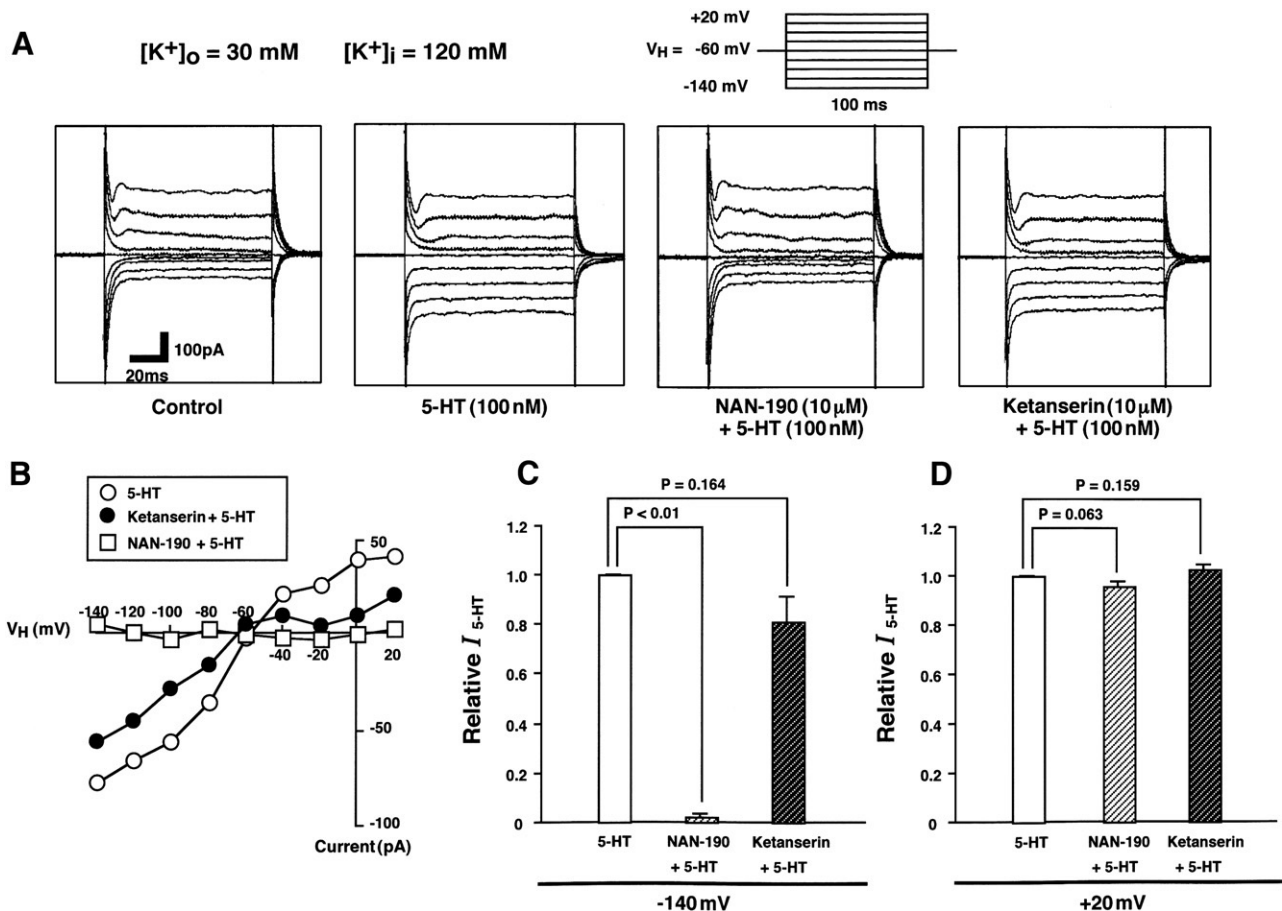 A
[K+]o = 30 mM
[K+]i = 120 mM
+20 mV
VH = -60 mV
-140 mV
100 ms
100pA
20ms
Control
5-HT (100 nM)
NAN-190 (10 µM)
+ 5-HT (100 nM)
Ketanserin (10 µM)
+ 5-HT (100 nM)
B
5-HT
Ketanserin + 5-HT
NAN-190 + 5-HT
50
-140 -120 -100 -80 -60
VH (mV)
-40 -20 20
-50
-100
Current (pA)
C
P = 0.164
P < 0.01
1.2
1.0
0.8
0.6
0.4
0.2
0
Relative I 5-HT
5-HT
NAN-190
+ 5-HT
Ketanserin
+ 5-HT
-140 mV
D
P = 0.159
P = 0.063
1.2
1.0
0.8
0.6
0.4
0.2
0
Relative I 5-HT
5-HT
NAN-190
+ 5-HT
Ketanserin
+ 5-HT
+20 mV